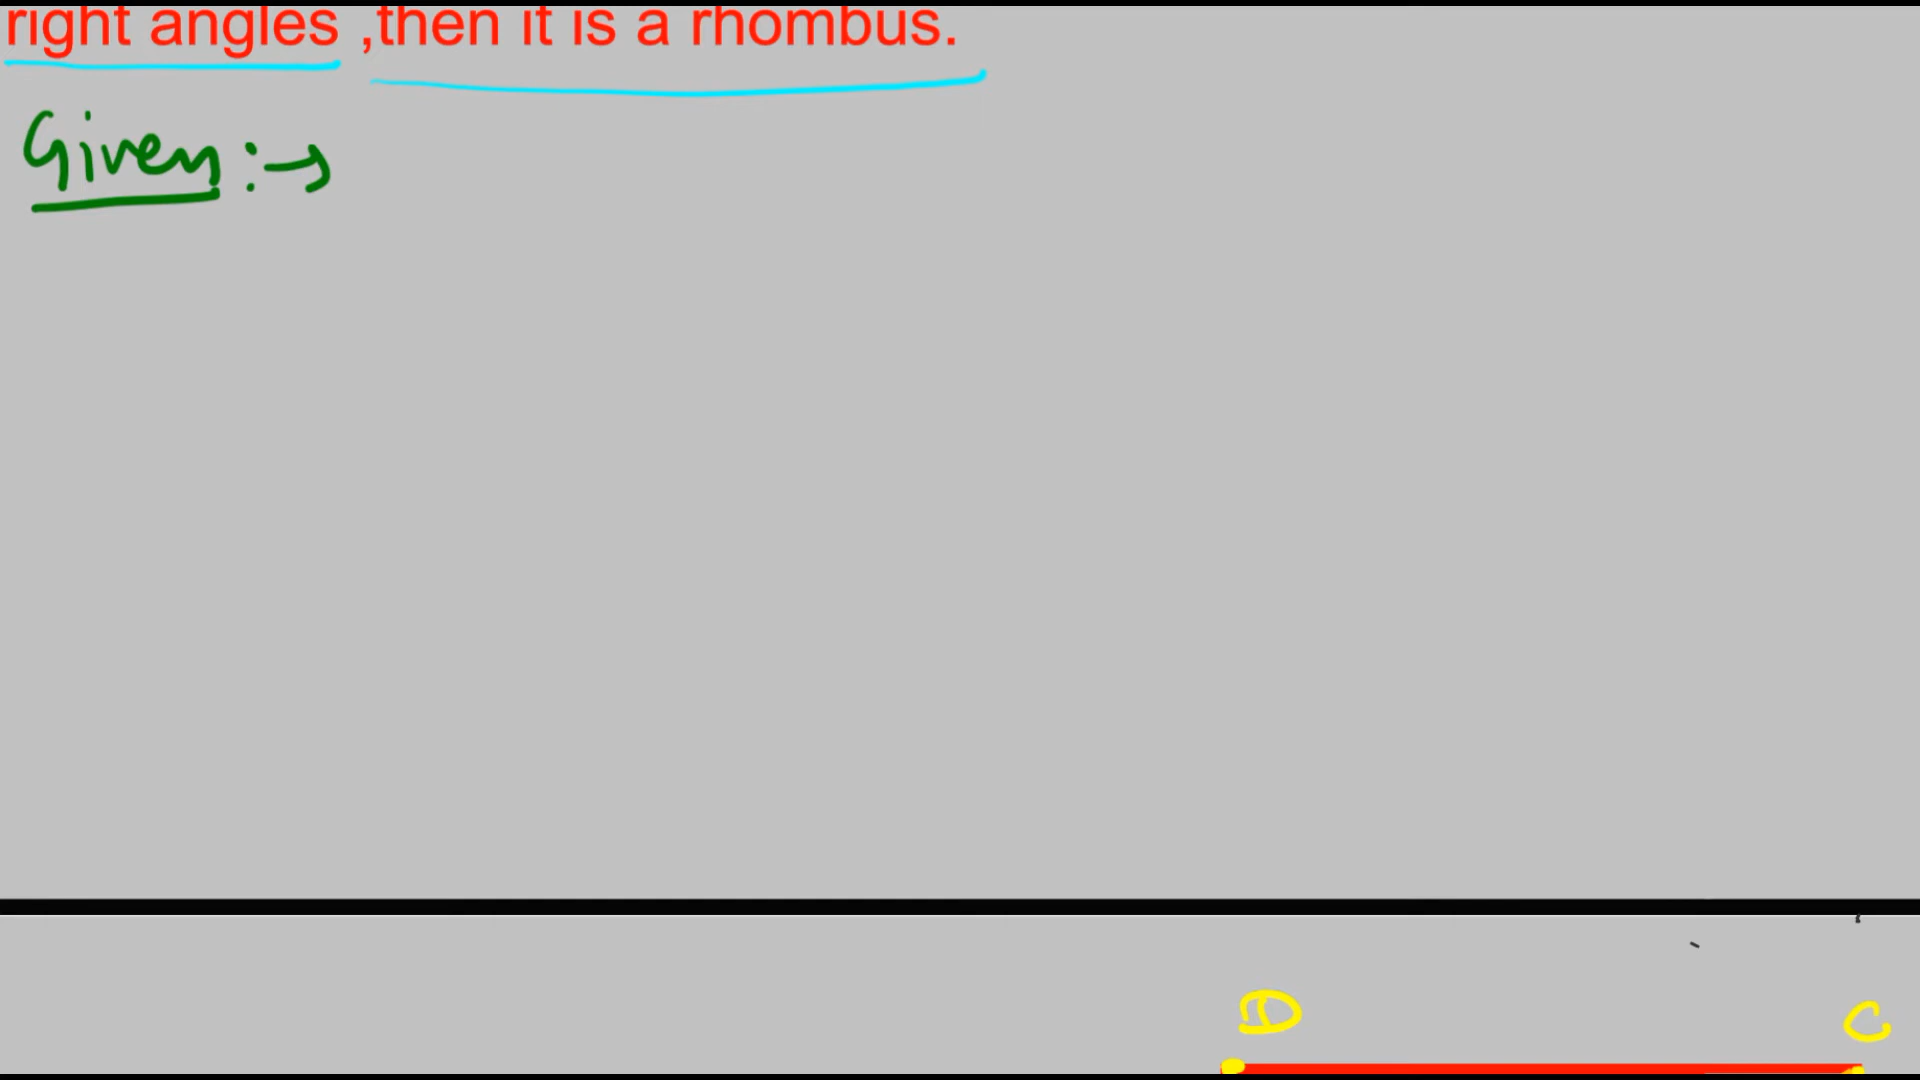 right angles ,then it is a rhombus.
Given :→
D
C